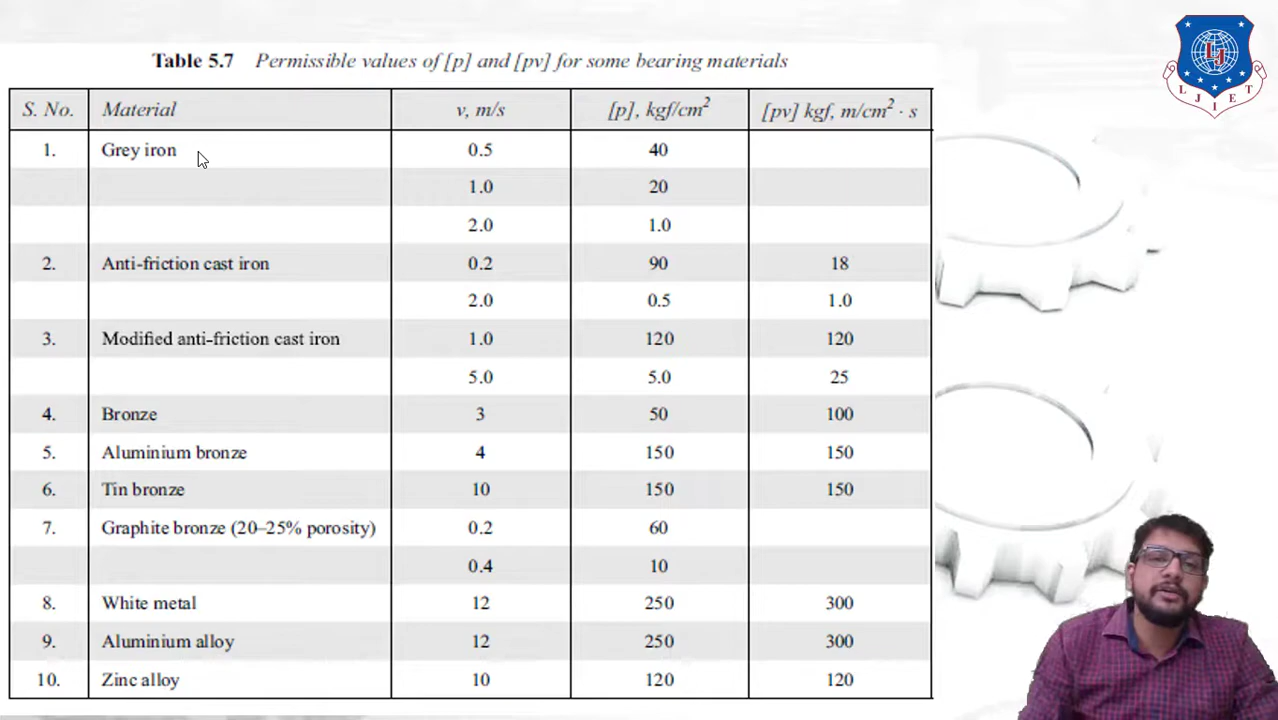 Table 5.7 Permissible values of [p] and [pv] for some bearing materials
S. No. Material v, m/s [p], kgf/cm² [pv] kgf, m/cm² · s
1. Grey iron 0.5 40
1.0 20
2.0 1.0
2. Anti-friction cast iron 0.2 90 18
2.0 0.5 1.0
3. Modified anti-friction cast iron 1.0 120 120
5.0 5.0 25
4. Bronze 3 50 100
5. Aluminium bronze 4 150 150
6. Tin bronze 10 150 150
7. Graphite bronze (20–25% porosity) 0.2 60
0.4 10
8. White metal 12 250 300
9. Aluminium alloy 12 250 300
10. Zinc alloy 10 120 120
LJ
LJIET